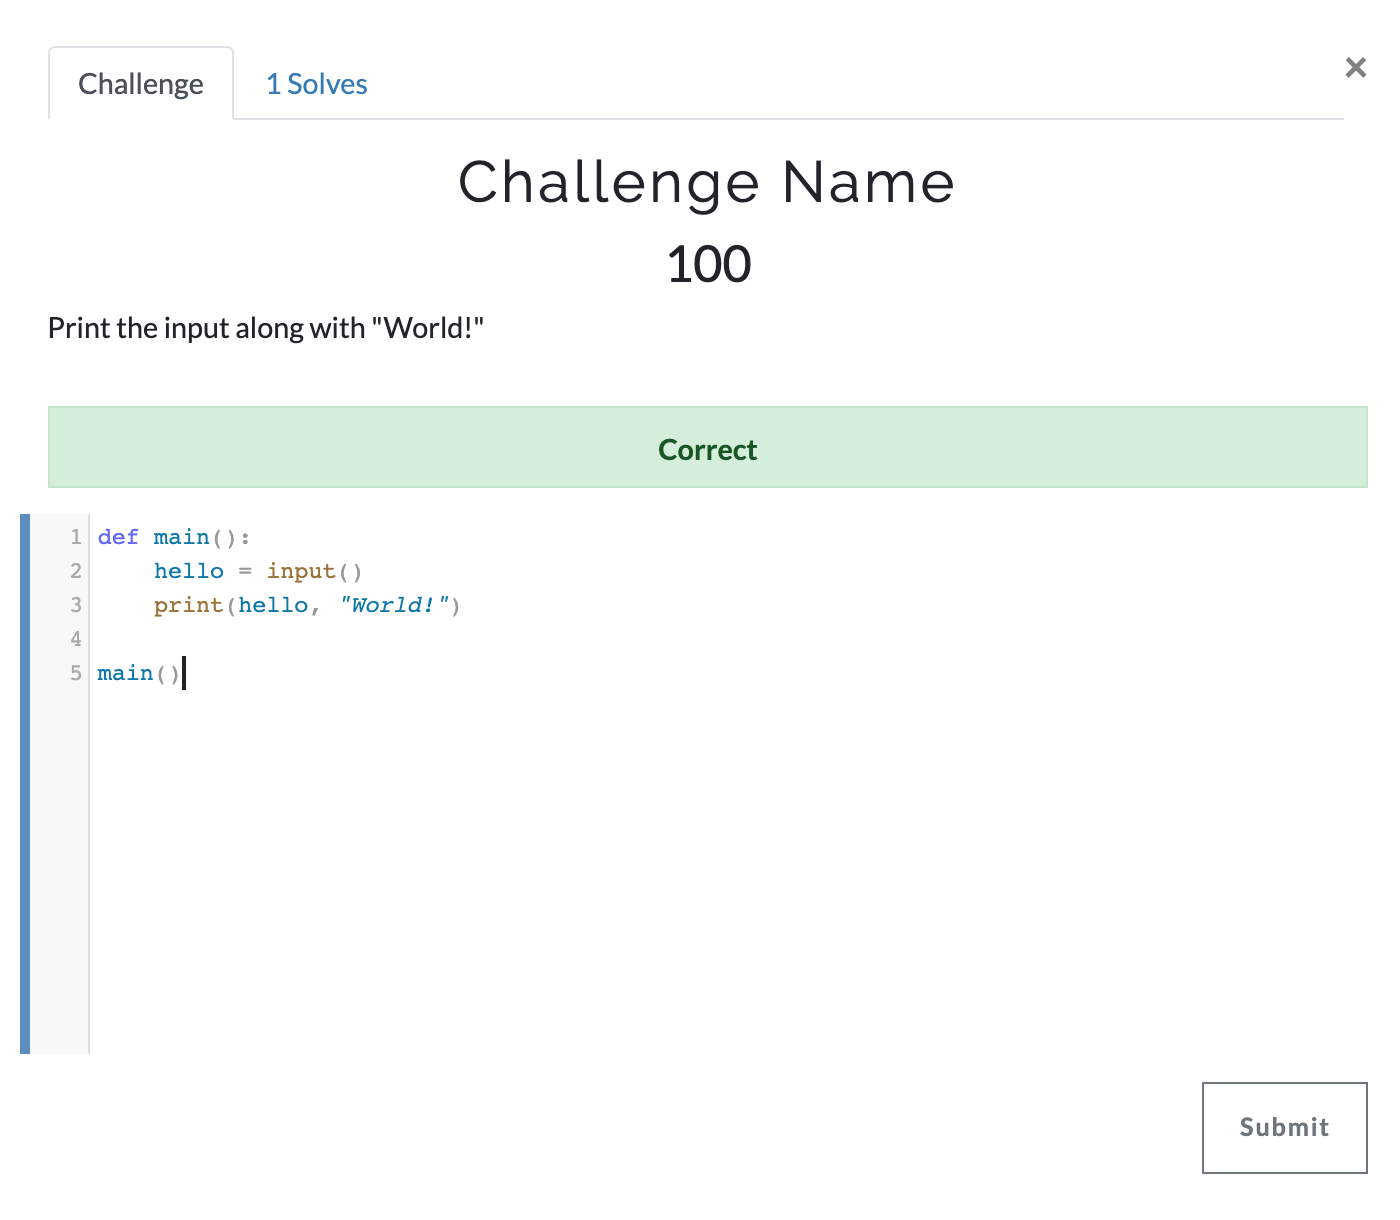 Challenge
1 Solves
×
Challenge Name
100
Print the input along with "World!"
Correct
1 def main():
2     hello = input()
3     print(hello, "World!")
4
5 main()
Submit